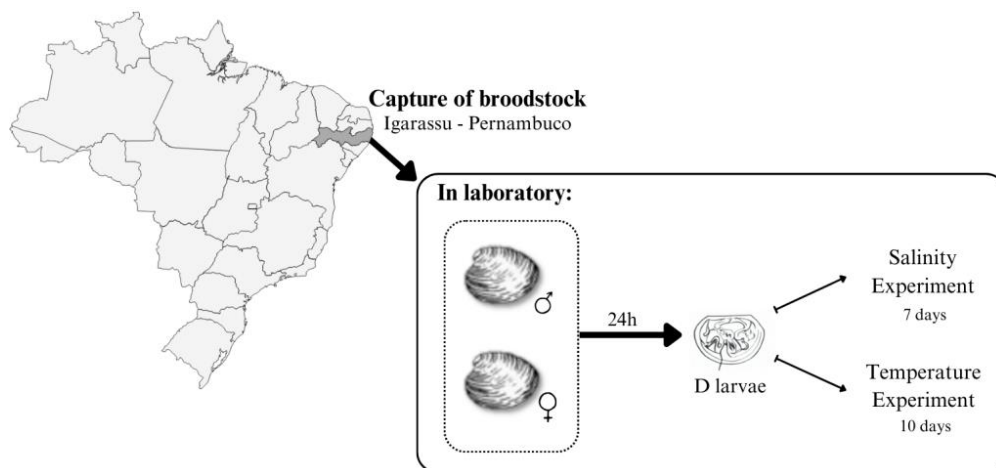 Capture of broodstock
Igarassu - Pernambuco
In laboratory:
♂
24h
♀
D larvae
Salinity
Experiment
7 days
Temperature
Experiment
10 days